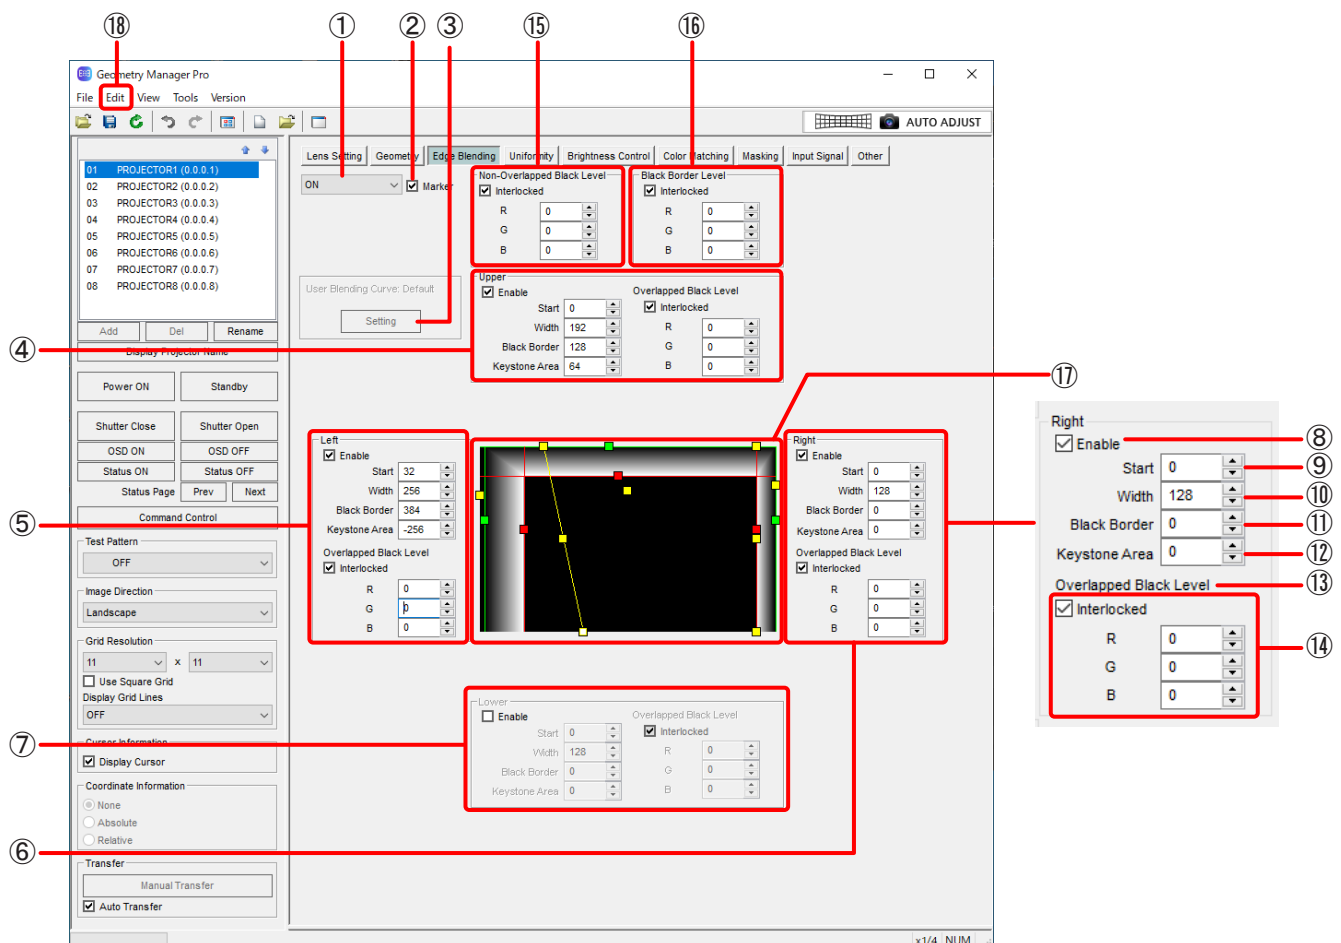 ⑱ ① ② ③ ⑮ ⑯
Geometry Manager Pro
File Edit View Tools Version
AUTO ADJUST
01 PROJECTOR1 (0.0.0.1)
02 PROJECTOR2 (0.0.0.2)
03 PROJECTOR3 (0.0.0.3)
04 PROJECTOR4 (0.0.0.4)
05 PROJECTOR5 (0.0.0.5)
06 PROJECTOR6 (0.0.0.6)
07 PROJECTOR7 (0.0.0.7)
08 PROJECTOR8 (0.0.0.8)
Add Del Rename
Display Projector Name
Power ON Standby
Shutter Close Shutter Open
OSD ON OSD OFF
Status ON Status OFF
Status Page Prev Next
Command Control
Test Pattern
OFF
Image Direction
Landscape
Grid Resolution
11 x 11
Use Square Grid
Display Grid Lines
OFF
Cursor Information
Display Cursor
Coordinate Information
None
Absolute
Relative
Transfer
Manual Transfer
Auto Transfer
Lens Setting Geometry Edge Blending Uniformity Brightness Control Color Matching Masking Input Signal Other
ON Marker
Non-Overlapped Black Level
Interlocked
R 0
G 0
B 0
Black Border Level
Interlocked
R 0
G 0
B 0
User Blending Curve: Default
Setting
④
Upper
Enable
Start 0
Width 192
Black Border 128
Keystone Area 64
Overlapped Black Level
Interlocked
R 0
G 0
B 0
⑰
⑤
Left
Enable
Start 32
Width 256
Black Border 384
Keystone Area -256
Overlapped Black Level
Interlocked
R 0
G 0
B 0
Right
Enable
Start 0
Width 128
Black Border 0
Keystone Area 0
Overlapped Black Level
Interlocked
R 0
G 0
B 0
⑦
Lower
Enable
Start 0
Width 128
Black Border 0
Keystone Area 0
Overlapped Black Level
Interlocked
R 0
G 0
B 0
⑥
x1/4 NUM
Right
Enable ⑧
Start 0 ⑨
Width 128 ⑩
Black Border 0 ⑪
Keystone Area 0 ⑫
Overlapped Black Level ⑬
Interlocked
R 0
G 0 ⑭
B 0